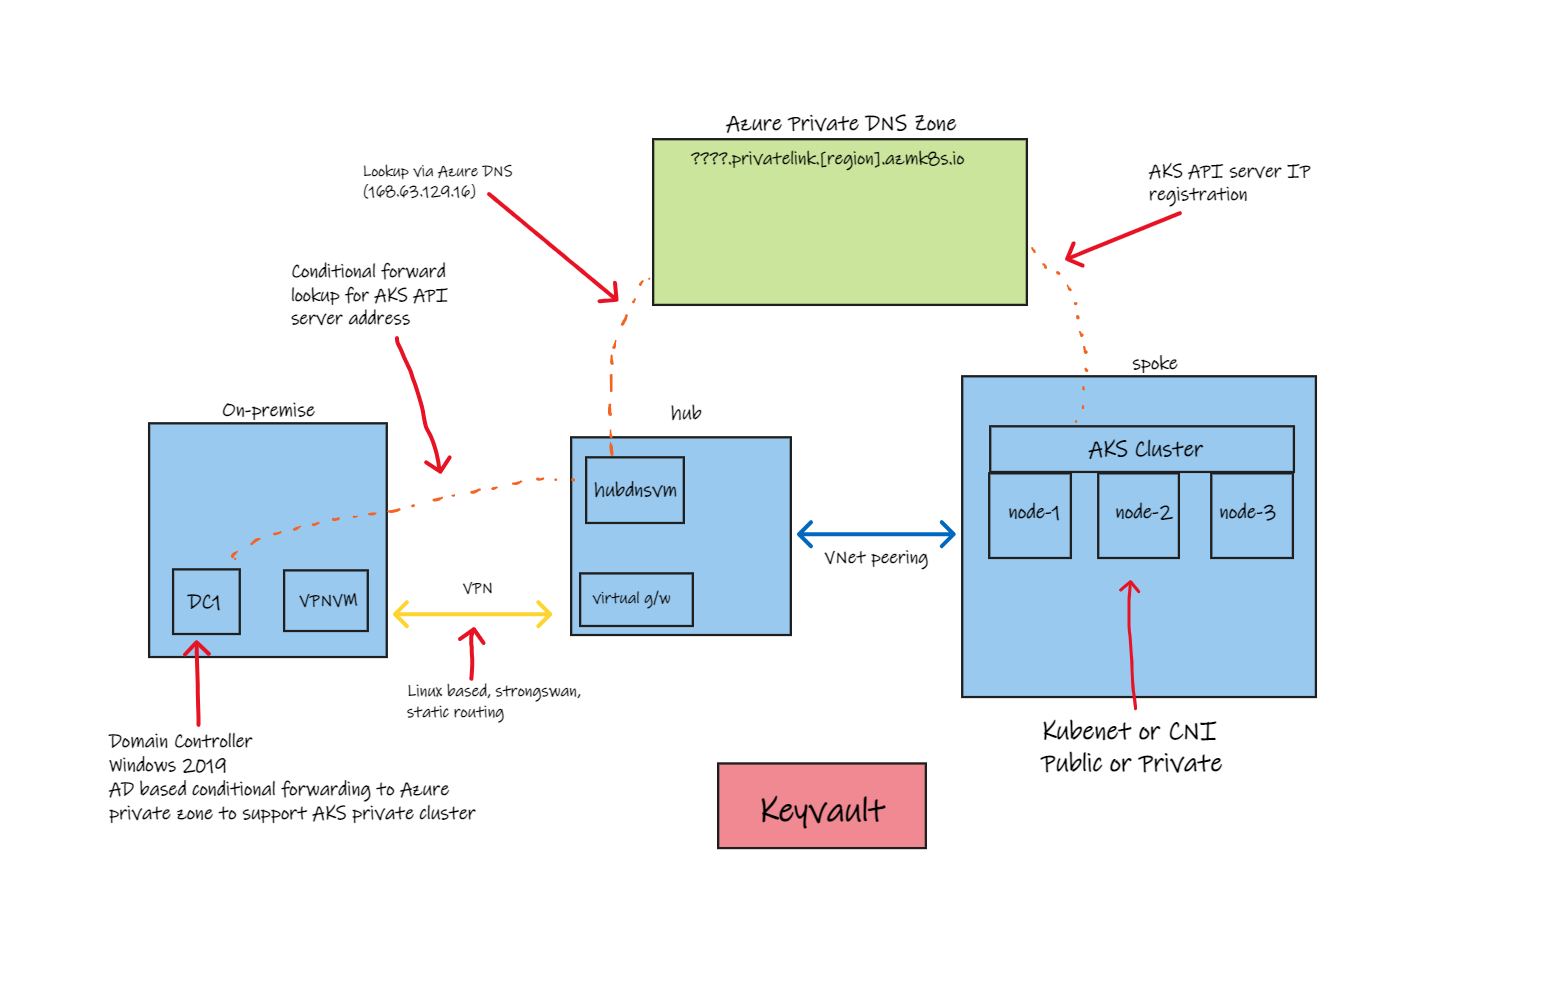 Azure Private DNS Zone
????.privatelink.[region].azmk8s.io
Lookup via Azure DNS
(168.63.129.16)
AKS API server IP
registration
Conditional forward
lookup for AKS API
server address
On-premise
hub
spoke
AKS Cluster
hubdnsvm
node-1
node-2
node-3
VNet peering
DC1
VPNVM
VPN
virtual g/w
Linux based, strongswan,
static routing
Domain Controller
Windows 2019
AD based conditional forwarding to Azure
private zone to support AKS private cluster
Kubenet or CNI
Public or Private
Keyvault